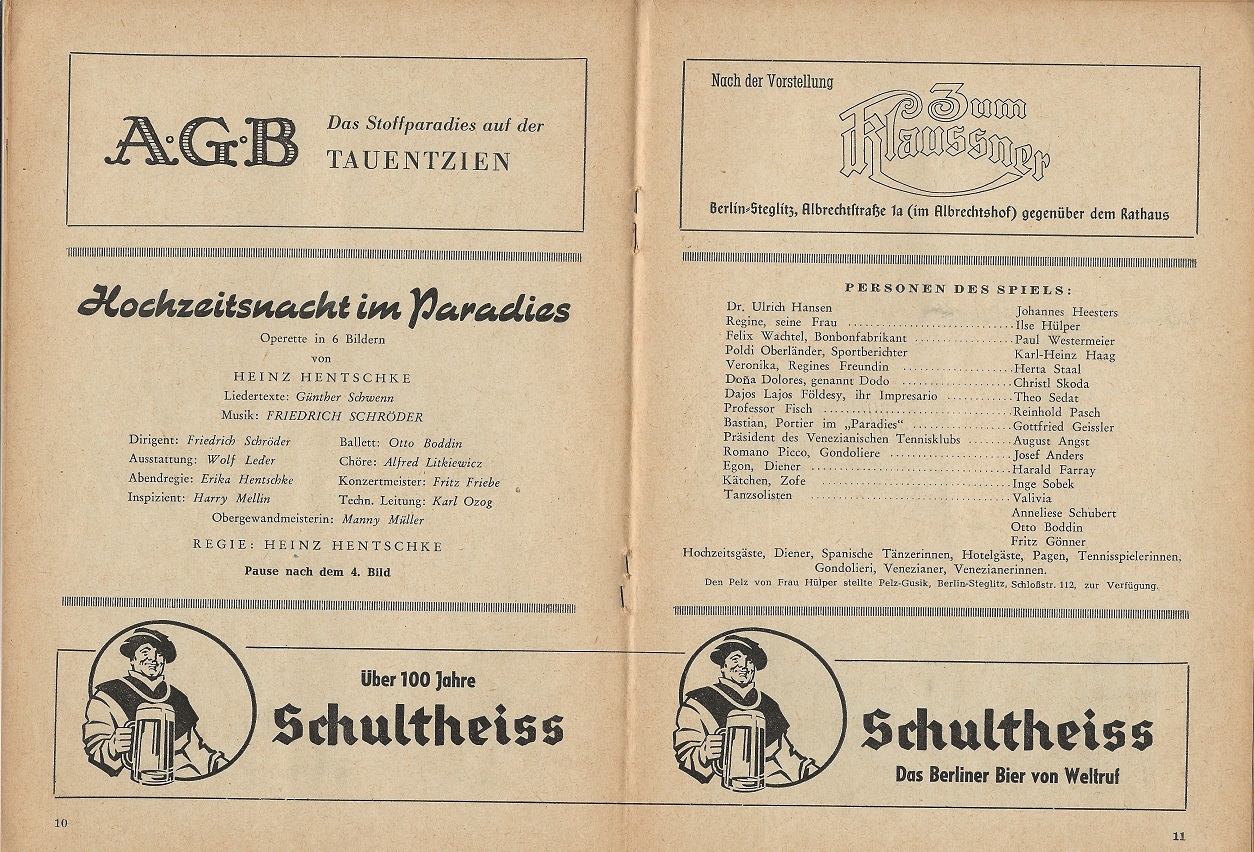 A·G·B
Das Stoffparadies auf der
TAUENTZIEN
Hochzeitsnacht im Paradies
Operette in 6 Bildern
von
HEINZ HENTSCHKE
Liedertexte: Günther Schwenn
Musik: FRIEDRICH SCHRÖDER
Dirigent: Friedrich Schröder
Ausstattung: Wolf Leder
Abendregie: Erika Hentschke
Inspizient: Harry Mellin
Ballett: Otto Boddin
Chöre: Alfred Litkiewicz
Konzertmeister: Fritz Friebe
Techn. Leitung: Karl Ozog
Obergewandmeisterin: Manny Müller
REGIE: HEINZ HENTSCHKE
Pause nach dem 4. Bild
Über 100 Jahre
Schultheiss
10
Nach der Vorstellung
Zum
Klaussner
Berlin-Steglitz, Albrechtstraße 1a (im Albrechtshof) gegenüber dem Rathaus
PERSONEN DES SPIELS:
Dr. Ulrich Hansen Johannes Heesters
Regine, seine Frau ........................... Ilse Hülper
Felix Wachtel, Bonbonfabrikant ................ Paul Westermeier
Poldi Oberländer, Sportberichter Karl-Heinz Haag
Veronika, Regines Freundin .................... Herta Staal
Doña Dolores, genannt Dodo .................. Christl Skoda
Dajos Lajos Földesy, ihr Impresario ........... Theo Sedat
Professor Fisch ............................... Reinhold Pasch
Bastian, Portier im „Paradies“ ................ Gottfried Geissler
Präsident des Venezianischen Tennisklubs ....... August Angst
Romano Picco, Gondoliere ................... Josef Anders
Egon, Diener ................................ Harald Farray
Kätchen, Zofe ............................... Inge Sobek
Tanzsolisten ................................ Valivia
Anneliese Schubert
Otto Boddin
Fritz Gönner
Hochzeitsgäste, Diener, Spanische Tänzerinnen, Hotelgäste, Pagen, Tennisspielerinnen,
Gondolieri, Venezianer, Venezianerinnen.
Den Pelz von Frau Hülper stellte Pelz-Gusik, Berlin-Steglitz, Schloßstr. 112, zur Verfügung.
Schultheiss
Das Berliner Bier von Weltruf
11